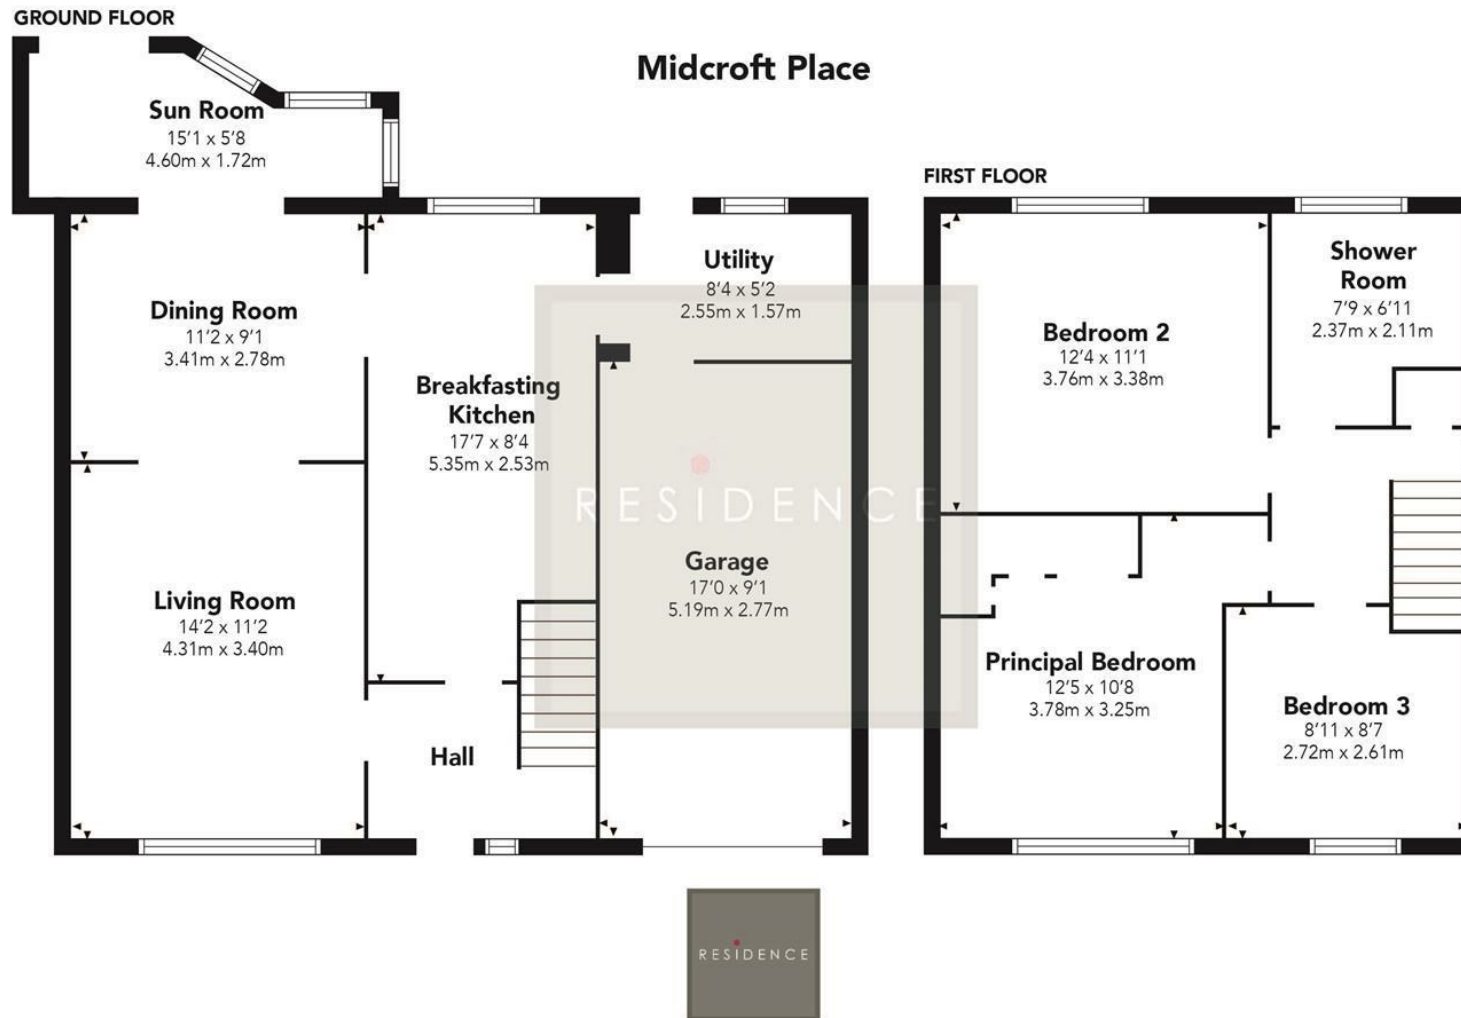 GROUND FLOOR
Midcroft Place
Sun Room
15'1 x 5'8
4.60m x 1.72m
Dining Room
11'2 x 9'1
3.41m x 2.78m
Breakfasting
Kitchen
17'7 x 8'4
5.35m x 2.53m
Utility
8'4 x 5'2
2.55m x 1.57m
Living Room
14'2 x 11'2
4.31m x 3.40m
Hall
Garage
17'0 x 9'1
5.19m x 2.77m
RESIDENCE
FIRST FLOOR
Bedroom 2
12'4 x 11'1
3.76m x 3.38m
Shower
Room
7'9 x 6'11
2.37m x 2.11m
Principal Bedroom
12'5 x 10'8
3.78m x 3.25m
Bedroom 3
8'11 x 8'7
2.72m x 2.61m
RESIDENCE